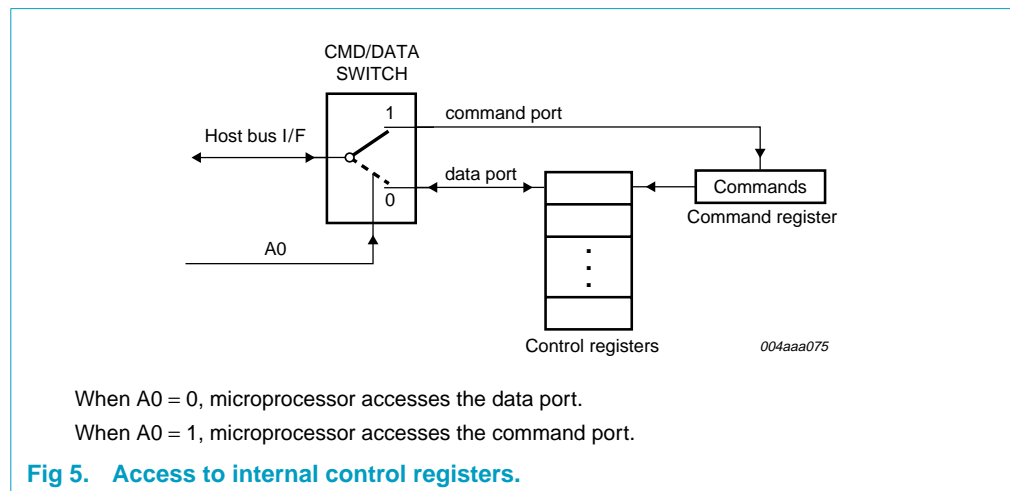 CMD/DATA
SWITCH
1
command port
Host bus I/F
data port
0
Commands
Command register
A0
Control registers
004aaa075
When A0 = 0, microprocessor accesses the data port.
When A0 = 1, microprocessor accesses the command port.
Fig 5. Access to internal control registers.